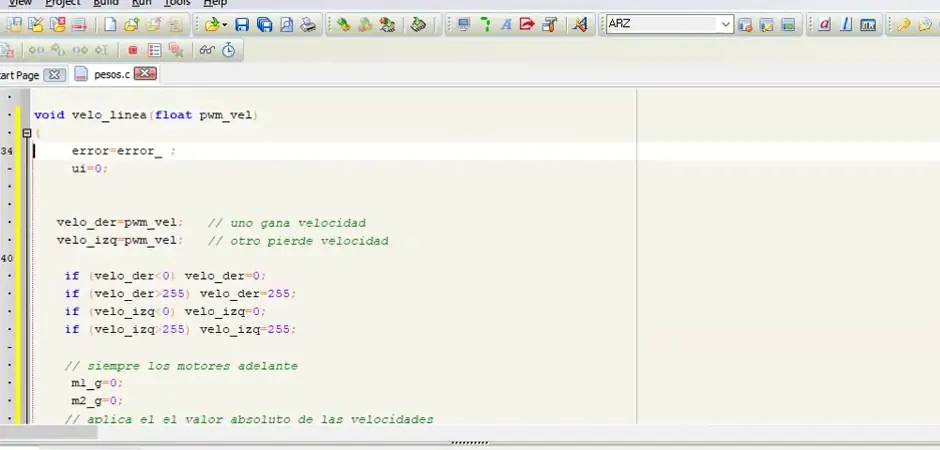 View Project Build Run Tools Help
ARZ
art Page pesos.c
void velo_linea(float pwm_vel)
{
34 error=error_ ;
ui=0;
velo_der=pwm_vel; // uno gana velocidad
velo_izq=pwm_vel; // otro pierde velocidad
40
if (velo_der<0) velo_der=0;
if (velo_der>255) velo_der=255;
if (velo_izq<0) velo_izq=0;
if (velo_izq>255) velo_izq=255;
// siempre los motores adelante
m1_g=0;
m2_g=0;
// aplica el el valor absoluto de las velocidades